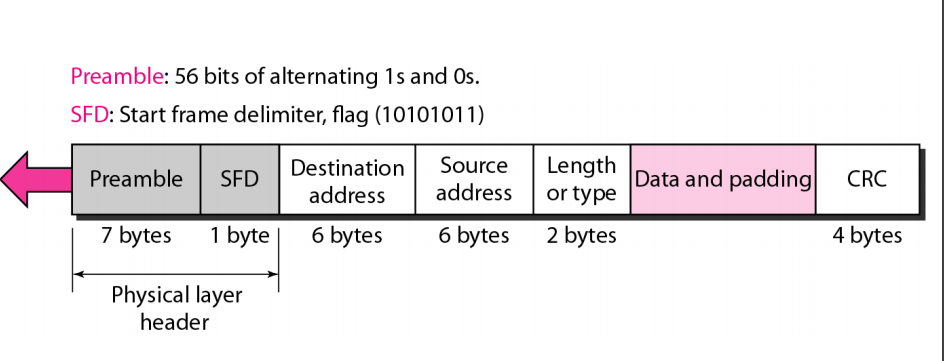 Preamble: 56 bits of alternating 1s and 0s.
SFD: Start frame delimiter, flag (10101011)
Preamble
SFD
Destination
address
Source
address
Length
or type
Data and padding
CRC
7 bytes
1 byte
6 bytes
6 bytes
2 bytes
4 bytes
Physical layer
header